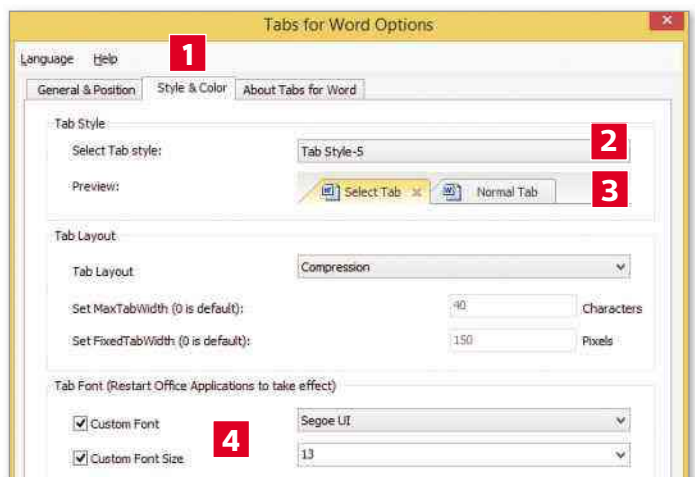 Tabs for Word Options
Language Help
1
General & Position Style & Color About Tabs for Word
Tab Style
Select Tab style: Tab Style-5 2
Preview: Select Tab Normal Tab 3
Tab Layout
Tab Layout Compression
Set MaxTabWidth (0 is default): 40 Characters
Set FixedTabWidth (0 is default): 150 Pixels
Tab Font (Restart Office Applications to take effect)
Custom Font Segoe UI
4
Custom Font Size 13